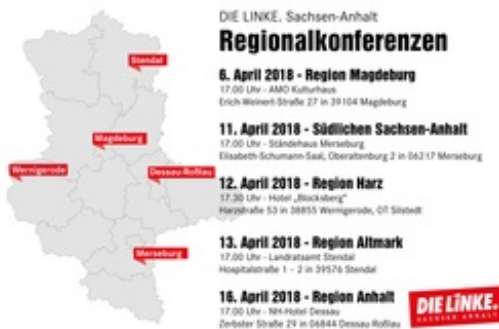 DIE LINKE. Sachsen-Anhalt
Regionalkonferenzen
6. April 2018 - Region Magdeburg
17.00 Uhr - AMO Kulturhaus
Erich-Weinert-Straße 27 in 39104 Magdeburg
11. April 2018 - Südlichen Sachsen-Anhalt
17.00 Uhr - Ständehaus Merseburg
Elisabeth-Schumann-Saal, Oberaltenburg 2 in 06217 Merseburg
12. April 2018 - Region Harz
17.30 Uhr - Hotel „Blocksberg"
Harzstraße 53 in 38855 Wernigerode, OT Silstedt
13. April 2018 - Region Altmark
17.00 Uhr - Landratsamt Stendal
Hospitalstraße 1 - 2 in 39576 Stendal
16. April 2018 - Region Anhalt
17.00 Uhr - NH-Hotel Dessau
Zerbster Straße 29 in 06844 Dessau-Roßlau
Stendal
Magdeburg
Wernigerode
Dessau-Roßlau
Merseburg
DIE LINKE.
SACHSEN-ANHALT